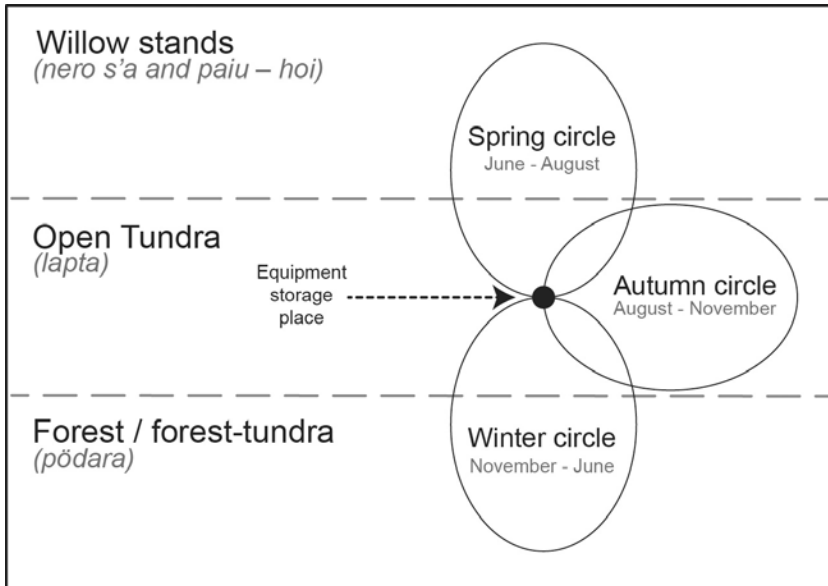 Willow stands
(nero s'a and paiu – hoi)
Spring circle
June - August
Open Tundra
(lapta)
Equipment
storage
place
Autumn circle
August - November
Forest / forest-tundra
(pödara)
Winter circle
November - June